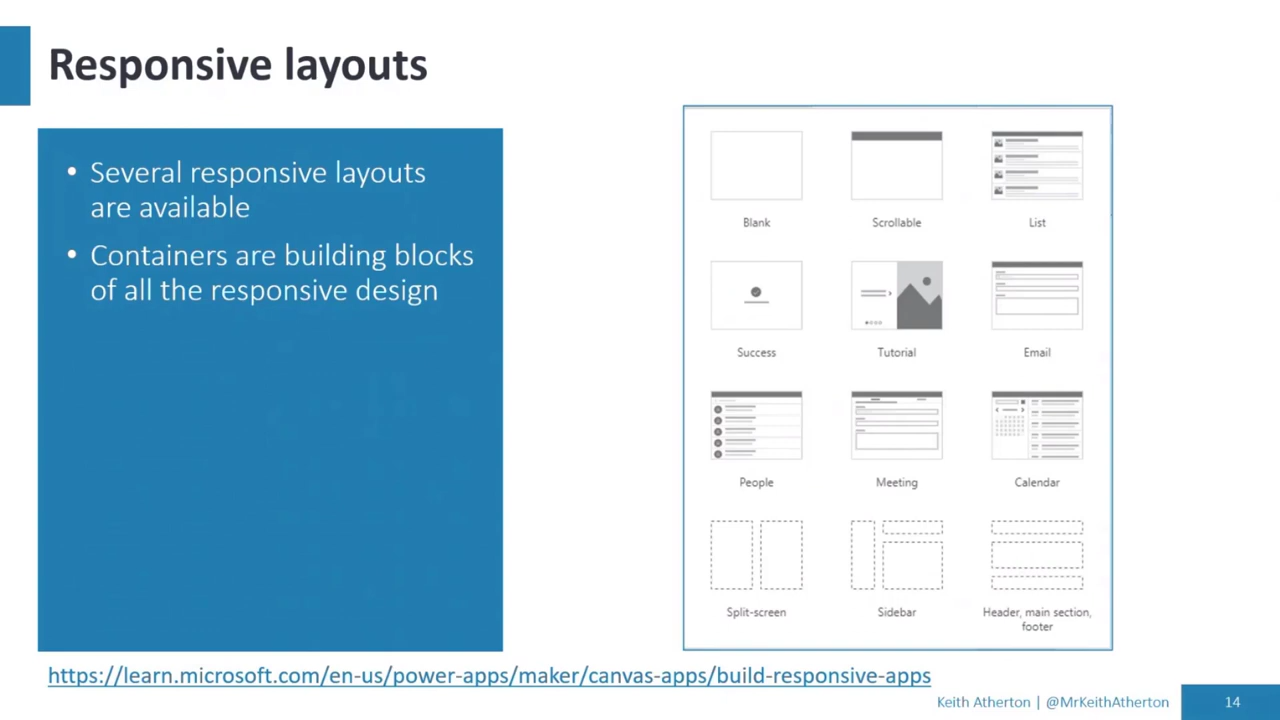 Responsive layouts
• Several responsive layouts
are available
• Containers are building blocks
of all the responsive design
Blank
Scrollable
List
Success
Tutorial
Email
People
Meeting
Calendar
Split-screen
Sidebar
Header, main section,
footer
https://learn.microsoft.com/en-us/power-apps/maker/canvas-apps/build-responsive-apps
Keith Atherton | @MrKeithAtherton
14